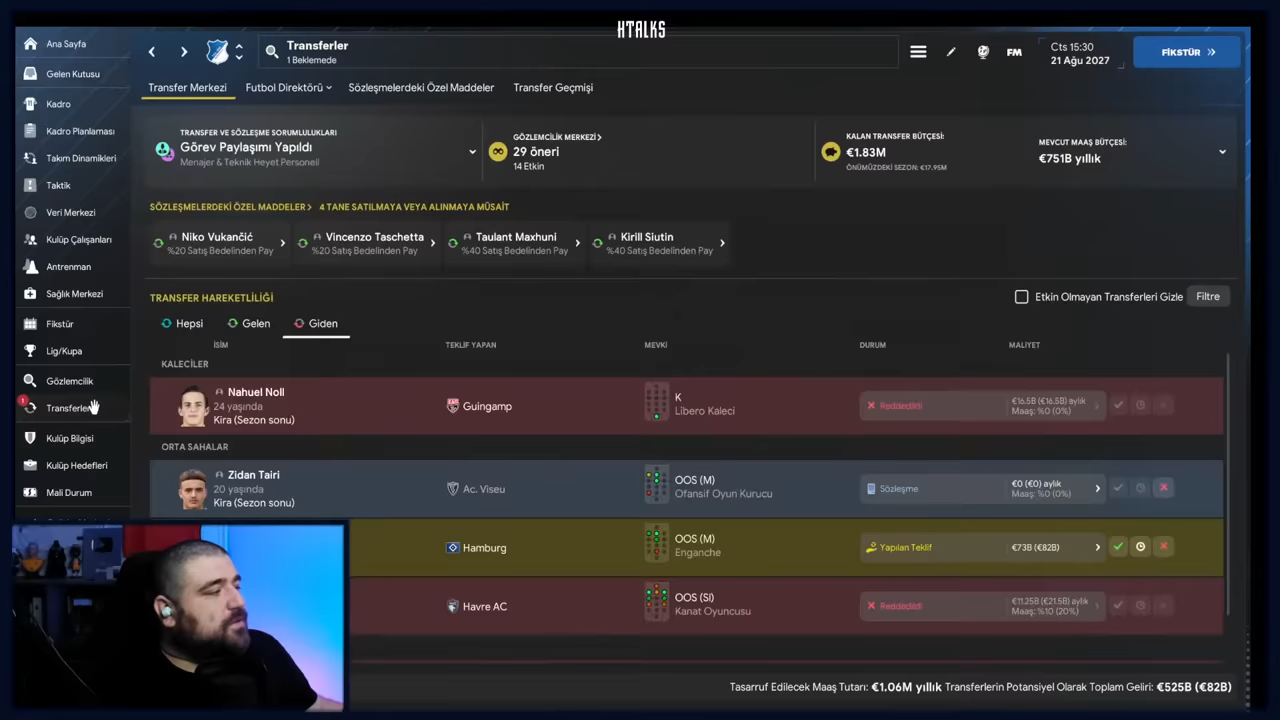 HTALKS
Ana Sayfa
Gelen Kutusu
Kadro
Kadro Planlaması
Takım Dinamikleri
Taktik
Veri Merkezi
Kulüp Çalışanları
Antrenman
Sağlık Merkezi
Fikstür
Lig/Kupa
Gözlemcilik
1
Transferler
Kulüp Bilgisi
Kulüp Hedefleri
Mali Durum
Transferler
1 Beklemede
FM
Cts 15:30
21 Ağu 2027
FİKSTÜR
Transfer Merkezi
Futbol Direktörü
Sözleşmelerdeki Özel Maddeler
Transfer Geçmişi
TRANSFER VE SÖZLEŞME SORUMLULUKLARI
Görev Paylaşımı Yapıldı
Menajer & Teknik Heyet Personeli
GÖZLEMCİLİK MERKEZİ
29 öneri
14 Etkin
KALAN TRANSFER BÜTÇESİ:
€1.83M
ÖNÜMÜZDEKİ SEZON: €17.95M
MEVCUT MAAŞ BÜTÇESİ:
€751B yıllık
SÖZLEŞMELERDEKİ ÖZEL MADDELER 4 TANE SATILMAYA VEYA ALINMAYA MÜSAİT
Niko Vukančić
%20 Satış Bedelinden Pay
Vincenzo Taschetta
%20 Satış Bedelinden Pay
Taulant Maxhuni
%40 Satış Bedelinden Pay
Kirill Siutin
%40 Satış Bedelinden Pay
TRANSFER HAREKETLİLİĞİ
Etkin Olmayan Transferleri Gizle
Filtre
Hepsi
Gelen
Giden
İSİM
TEKLİF YAPAN
MEVKİ
DURUM
MALİYET
KALECİLER
Nahuel Noll
24 yaşında
Kira (Sezon sonu)
Guingamp
K
Libero Kaleci
Reddedildi
€16.5B (€16.5B) aylık
Maaş: %0 (0%)
ORTA SAHALAR
Zidan Tairi
20 yaşında
Kira (Sezon sonu)
Ac. Viseu
OOS (M)
Ofansif Oyun Kurucu
Sözleşme
€0 (€0) aylık
Maaş: %0 (0%)
Hamburg
OOS (M)
Enganche
Yapılan Teklif
€73B (€82B)
Havre AC
OOS (Sl)
Kanat Oyuncusu
Reddedildi
€11.25B (€21.5B) aylık
Maaş: %10 (20%)
Tasarruf Edilecek Maaş Tutarı: €1.06M yıllık Transferlerin Potansiyel Olarak Toplam Geliri: €525B (€82B)